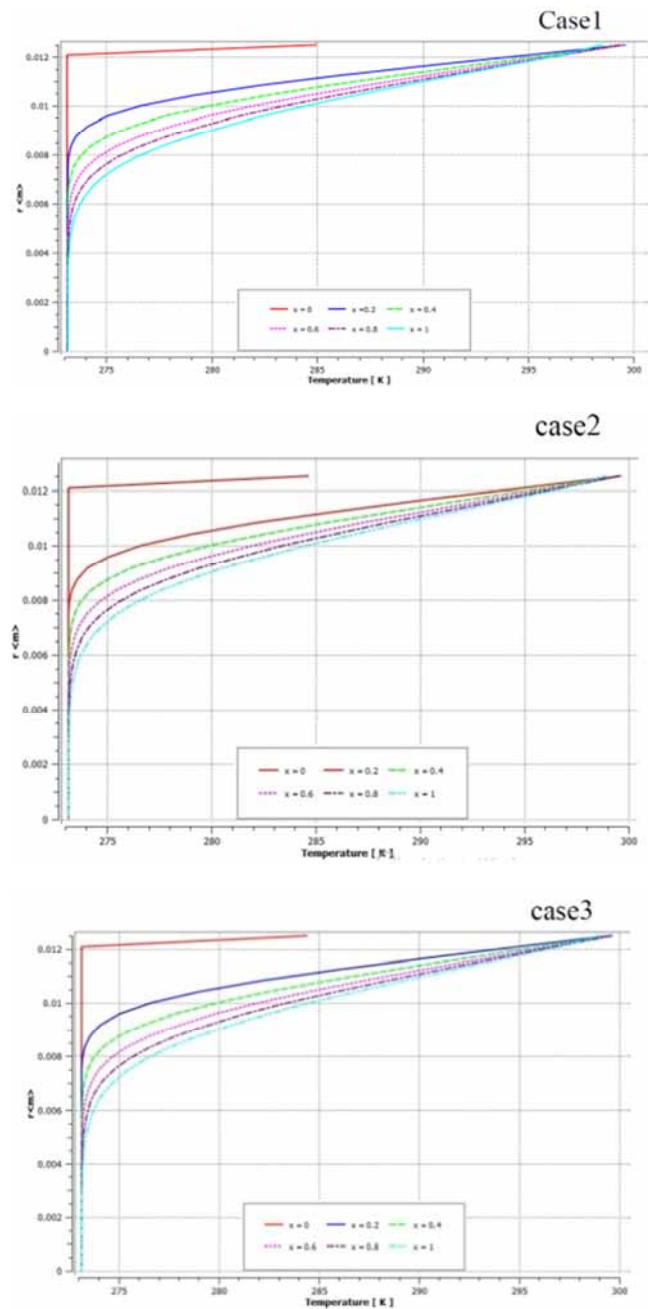 Case1
0.012
0.01
0.008
0.006
0.004
0.002
0
r <m>
275 280 285 290 295 300
Temperature [ K ]
x = 0 x =0.2 x = 0.4
x = 0.6 x = 0.8 x = 1
case2
0.012
0.01
0.008
0.006
0.004
0.002
0
r <m>
275 280 285 290 295 300
Temperature [ K ]
x = 0 x = 0.2 x = 0.4
x = 0.6 x = 0.8 x = 1
case3
0.012
0.01
0.008
0.006
0.004
0.002
0
r<m>
275 280 285 290 295 300
Temperature [ K ]
x = 0 x = 0.2 x = 0.4
x = 0.6 x = 0.8 x = 1